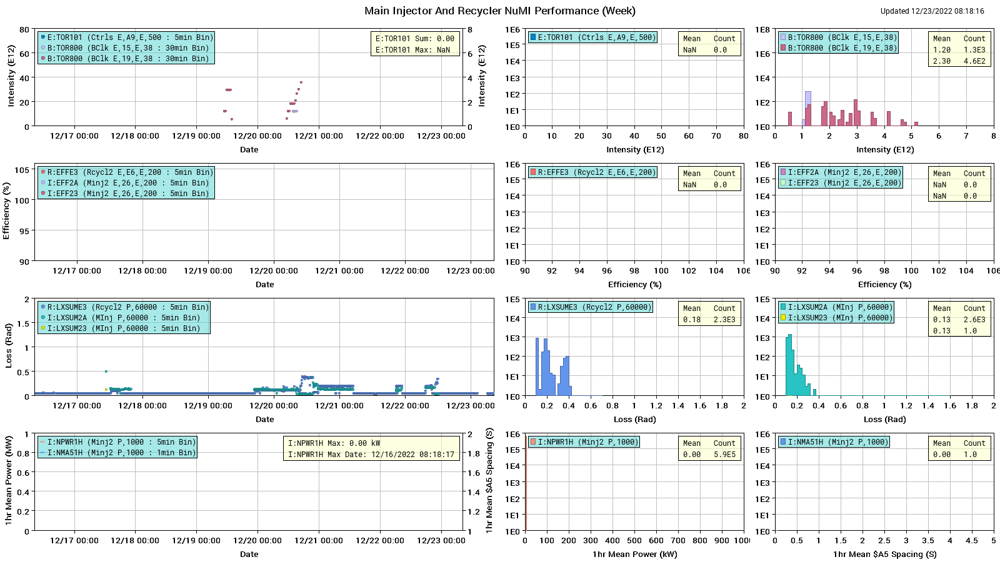 Main Injector And Recycler NuMI Performance (Week)
Updated 12/23/2022 08:18:16
80
60
40
20
0
Intensity (E12)
E:TOR101 (Ctrls E,A9,E,500 : 5min Bin)
B:TOR800 (BClk E,15,E,38 : 30min Bin)
B:TOR800 (BClk E,19,E,38 : 30min Bin)
E:TOR101 Sum: 0.00
E:TOR101 Max: NaN
8
6
4
2
0
Intensity (E12)
12/17 00:00 12/18 00:00 12/19 00:00 12/20 00:00 12/21 00:00 12/22 00:00 12/23 00:00
Date
1E6
1E5
1E4
1E3
1E2
1E1
1E0
E:TOR101 (Ctrls E,A9,E,500)
Mean Count
NaN 0.0
0 10 20 30 40 50 60 70 80
Intensity (E12)
1E8
1E6
1E4
1E2
1E0
B:TOR800 (BClk E,15,E,38)
B:TOR800 (BClk E,19,E,38)
Mean Count
1.20 1.3E3
2.30 4.6E2
0 1 2 3 4 5 6 7 8
Intensity (E12)
105
100
95
90
Efficiency (%)
R:EFFE3 (Rcycl2 E,E6,E,200 : 5min Bin)
I:EFF2A (Minj2 E,26,E,200 : 5min Bin)
I:EFF23 (Minj2 E,26,E,200 : 5min Bin)
12/17 00:00 12/18 00:00 12/19 00:00 12/20 00:00 12/21 00:00 12/22 00:00 12/23 00:00
Date
1E6
1E5
1E4
1E3
1E2
1E1
1E0
R:EFFE3 (Rcycl2 E,E6,E,200)
Mean Count
NaN 0.0
90 92 94 96 98 100 102 104 106
Efficiency (%)
1E6
1E5
1E4
1E3
1E2
1E1
1E0
I:EFF2A (Minj2 E,26,E,200)
I:EFF23 (Minj2 E,26,E,200)
Mean Count
NaN 0.0
NaN 0.0
90 92 94 96 98 100 102 104 106
Efficiency (%)
2
1.5
1
0.5
0
Loss (Rad)
R:LXSUME3 (Rcycl2 P,60000 : 5min Bin)
I:LXSUM2A (MInj P,60000 : 5min Bin)
I:LXSUM23 (MInj P,60000 : 5min Bin)
12/17 00:00 12/18 00:00 12/19 00:00 12/20 00:00 12/21 00:00 12/22 00:00 12/23 00:00
Date
1E5
1E4
1E3
1E2
1E1
1E0
R:LXSUME3 (Rcycl2 P,60000)
Mean Count
0.18 2.3E3
0 0.2 0.4 0.6 0.8 1 1.2 1.4 1.6 1.8 2
Loss (Rad)
1E5
1E4
1E3
1E2
1E1
1E0
I:LXSUM2A (MInj P,60000)
I:LXSUM23 (MInj P,60000)
Mean Count
0.13 2.6E3
0.13 1.0
0 0.2 0.4 0.6 0.8 1 1.2 1.4 1.6 1.8 2
Loss (Rad)
1
0.8
0.6
0.4
0.2
0
1hr Mean Power (MW)
I:NPWR1H (Minj2 P,1000 : 5min Bin)
I:NMA51H (Minj2 P,1000 : 1min Bin)
I:NPWR1H Max: 0.00 kW
I:NPWR1H Max Date: 12/16/2022 08:18:17
2
1.8
1.6
1.4
1.2
1
1hr Mean $A5 Spacing (S)
12/17 00:00 12/18 00:00 12/19 00:00 12/20 00:00 12/21 00:00 12/22 00:00 12/23 00:00
Date
1E6
1E5
1E4
1E3
1E2
1E1
1E0
I:NPWR1H (Minj2 P,1000)
Mean Count
0.00 5.9E5
0 100 200 300 400 500 600 700 800 900 100
1hr Mean Power (kW)
1E6
1E5
1E4
1E3
1E2
1E1
1E0
I:NMA51H (Minj2 P,1000)
Mean Count
0.00 1.0
0 0.5 1 1.5 2 2.5 3 3.5 4 4.5 5
1hr Mean $A5 Spacing (S)